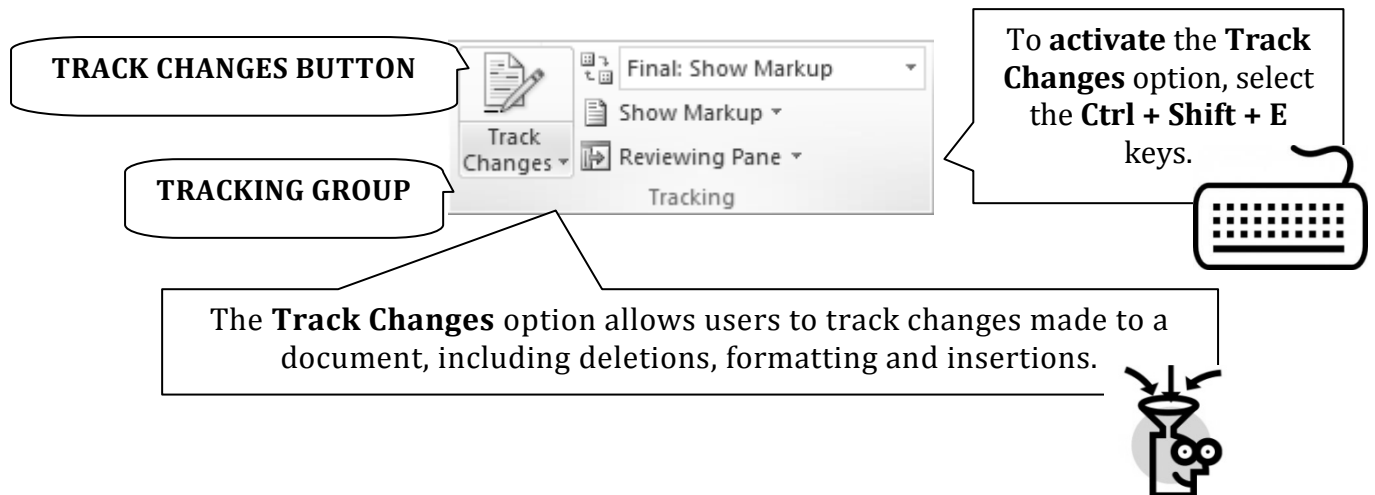 TRACK CHANGES BUTTON
TRACKING GROUP
Final: Show Markup
Show Markup
Track
Changes
Reviewing Pane
Tracking
To activate the Track
Changes option, select
the Ctrl + Shift + E
keys.
The Track Changes option allows users to track changes made to a
document, including deletions, formatting and insertions.